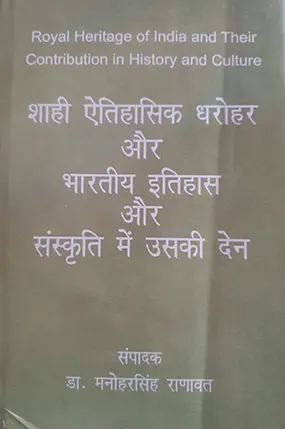 Royal Heritage of India and Their
Contribution in History and Culture
शाही ऐतिहासिक धरोहर
और
भारतीय इतिहास
और
संस्कृति में उसकी देन
संपादक
डा. मनोहरसिंह राणावत